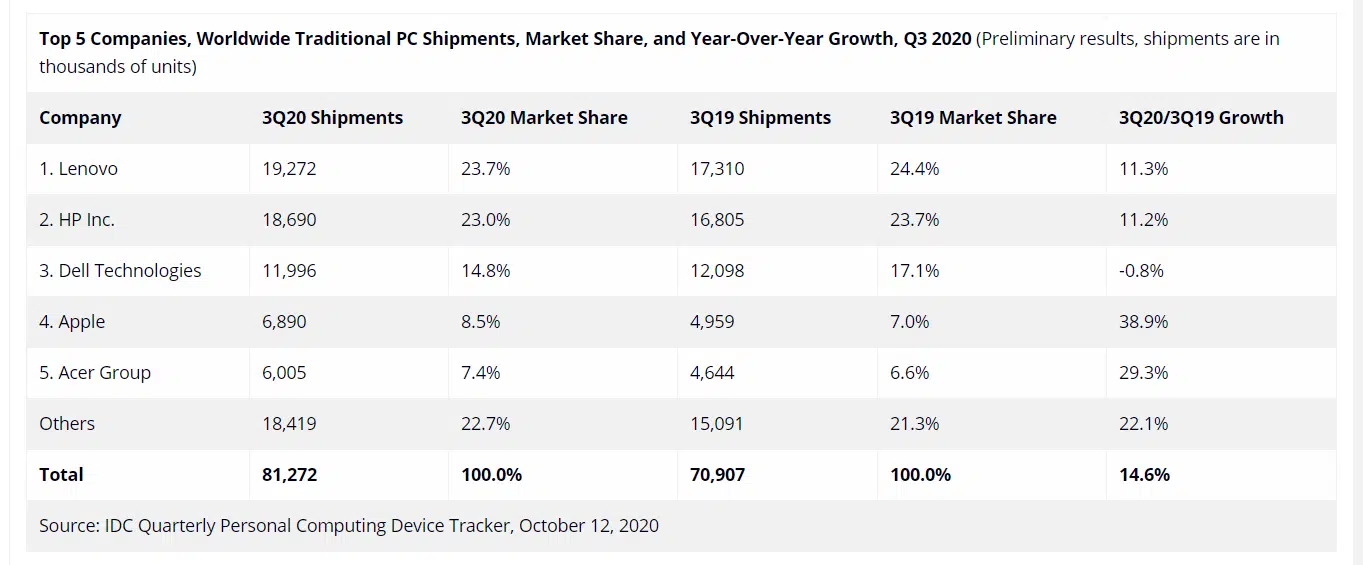 Top 5 Companies, Worldwide Traditional PC Shipments, Market Share, and Year-Over-Year Growth, Q3 2020 (Preliminary results, shipments are in
thousands of units)
Company 3Q20 Shipments 3Q20 Market Share 3Q19 Shipments 3Q19 Market Share 3Q20/3Q19 Growth
1. Lenovo 19,272 23.7% 17,310 24.4% 11.3%
2. HP Inc. 18,690 23.0% 16,805 23.7% 11.2%
3. Dell Technologies 11,996 14.8% 12,098 17.1% -0.8%
4. Apple 6,890 8.5% 4,959 7.0% 38.9%
5. Acer Group 6,005 7.4% 4,644 6.6% 29.3%
Others 18,419 22.7% 15,091 21.3% 22.1%
Total 81,272 100.0% 70,907 100.0% 14.6%
Source: IDC Quarterly Personal Computing Device Tracker, October 12, 2020